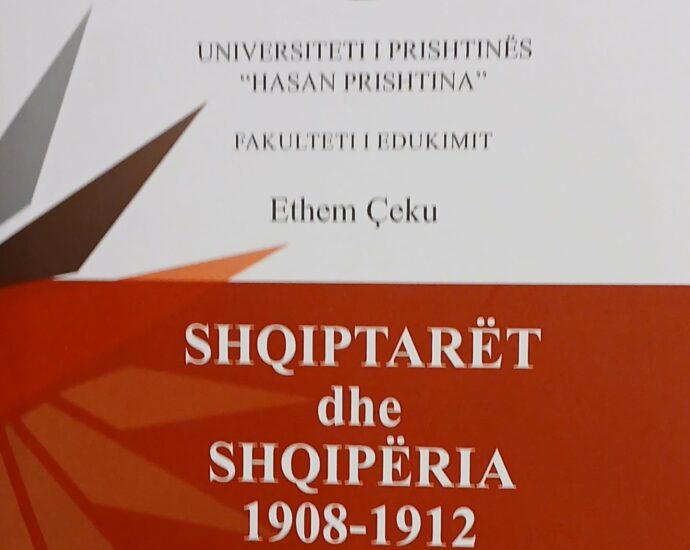 UNIVERSITETI I PRISHTINËS
“HASAN PRISHTINA”
FAKULTETI I EDUKIMIT
Ethem Çeku
SHQIPTARËT
dhe
SHQIPËRIA
1908-1912